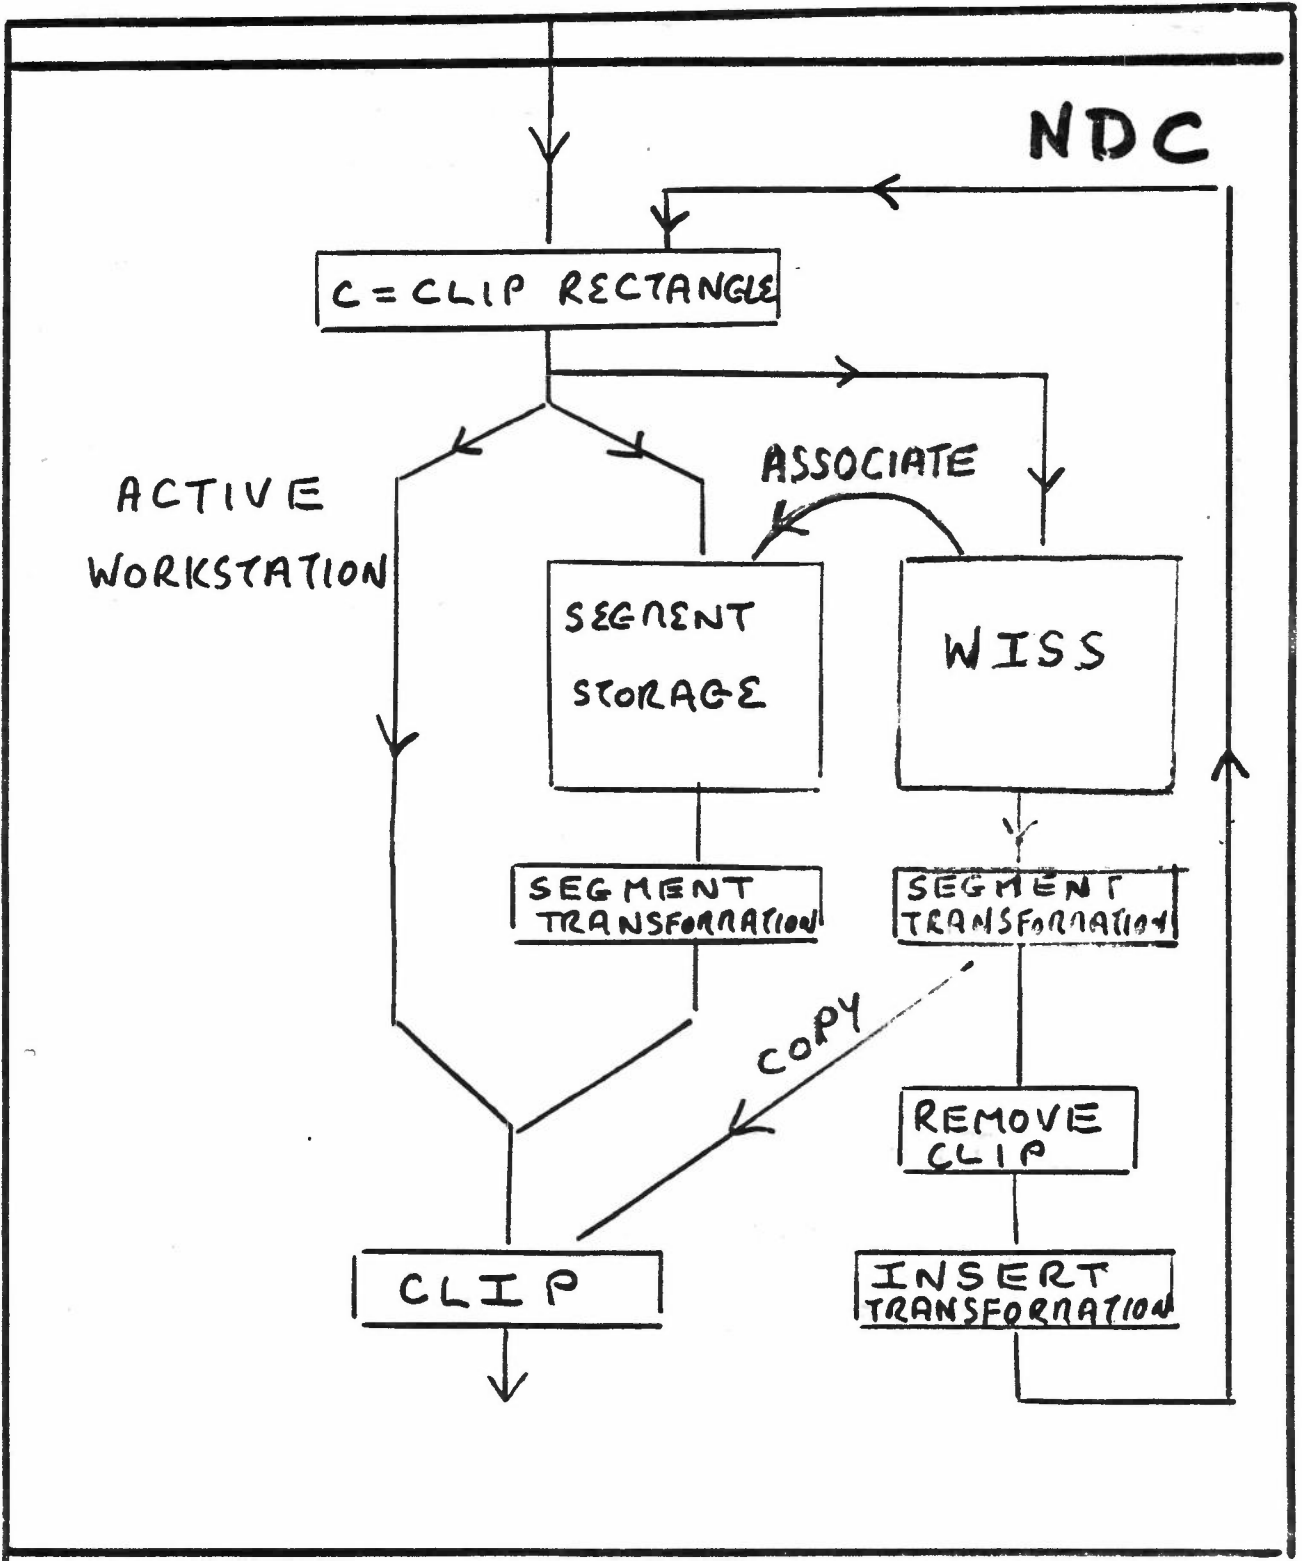 NDC
C = CLIP RECTANGLE
ASSOCIATE
ACTIVE
WORKSTATION
SEGMENT
STORAGE
WISS
SEGMENT
TRANSFORMATION
SEGMENT
TRANSFORMATION
COPY
REMOVE
CLIP
CLIP
INSERT
TRANSFORMATION